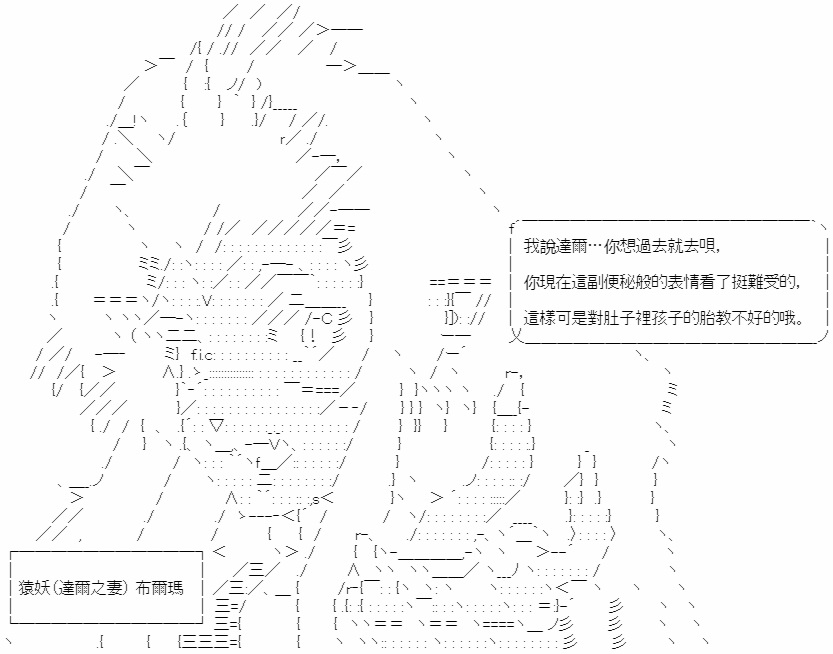 我說達爾…你想過去就去唄，
你現在這副便秘般的表情看了挺難受的，
這樣可是對肚子裡孩子的胎教不好的哦。
猿妖（達爾之妻）布爾瑪